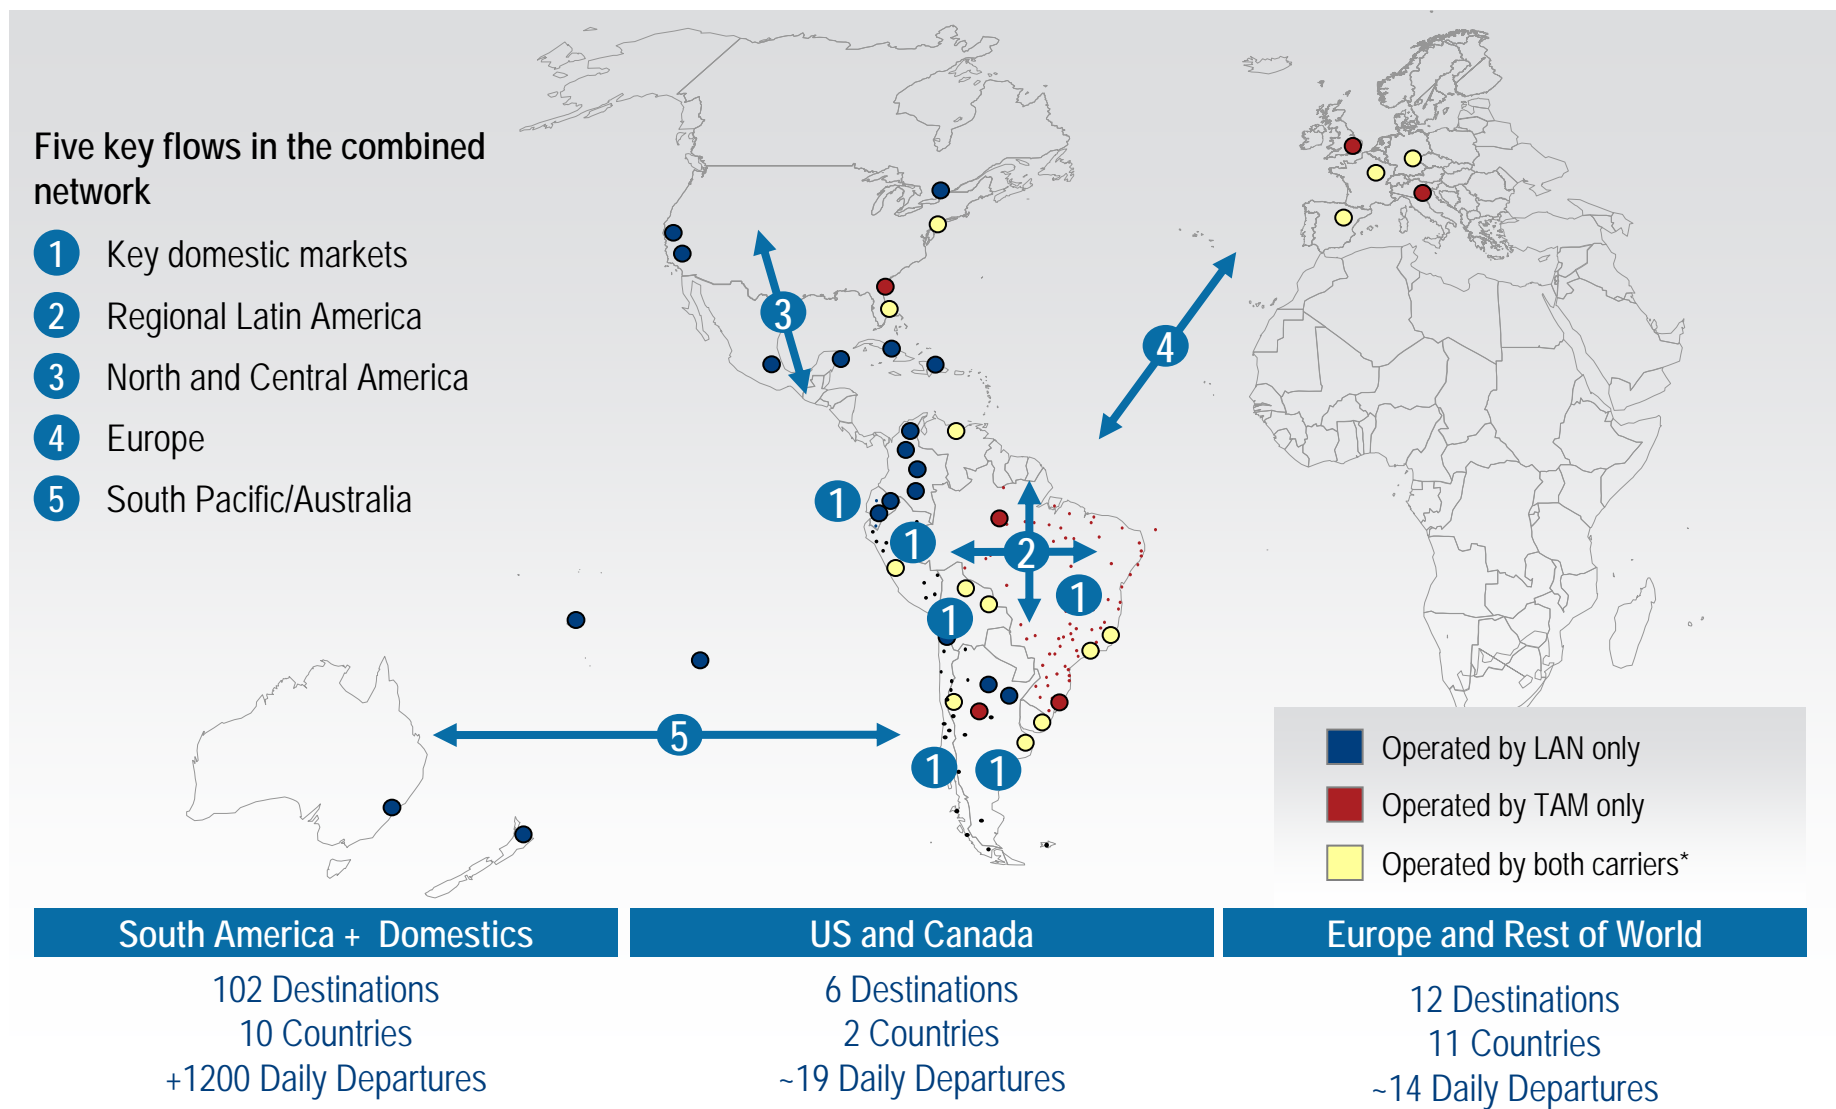 Five key flows in the combined
network
1 Key domestic markets
2 Regional Latin America
3 North and Central America
4 Europe
5 South Pacific/Australia
3
4
1
1
2
1
1
5
1
1
Operated by LAN only
Operated by TAM only
Operated by both carriers*
South America + Domestics
102 Destinations
10 Countries
+1200 Daily Departures
US and Canada
6 Destinations
2 Countries
~19 Daily Departures
Europe and Rest of World
12 Destinations
11 Countries
~14 Daily Departures